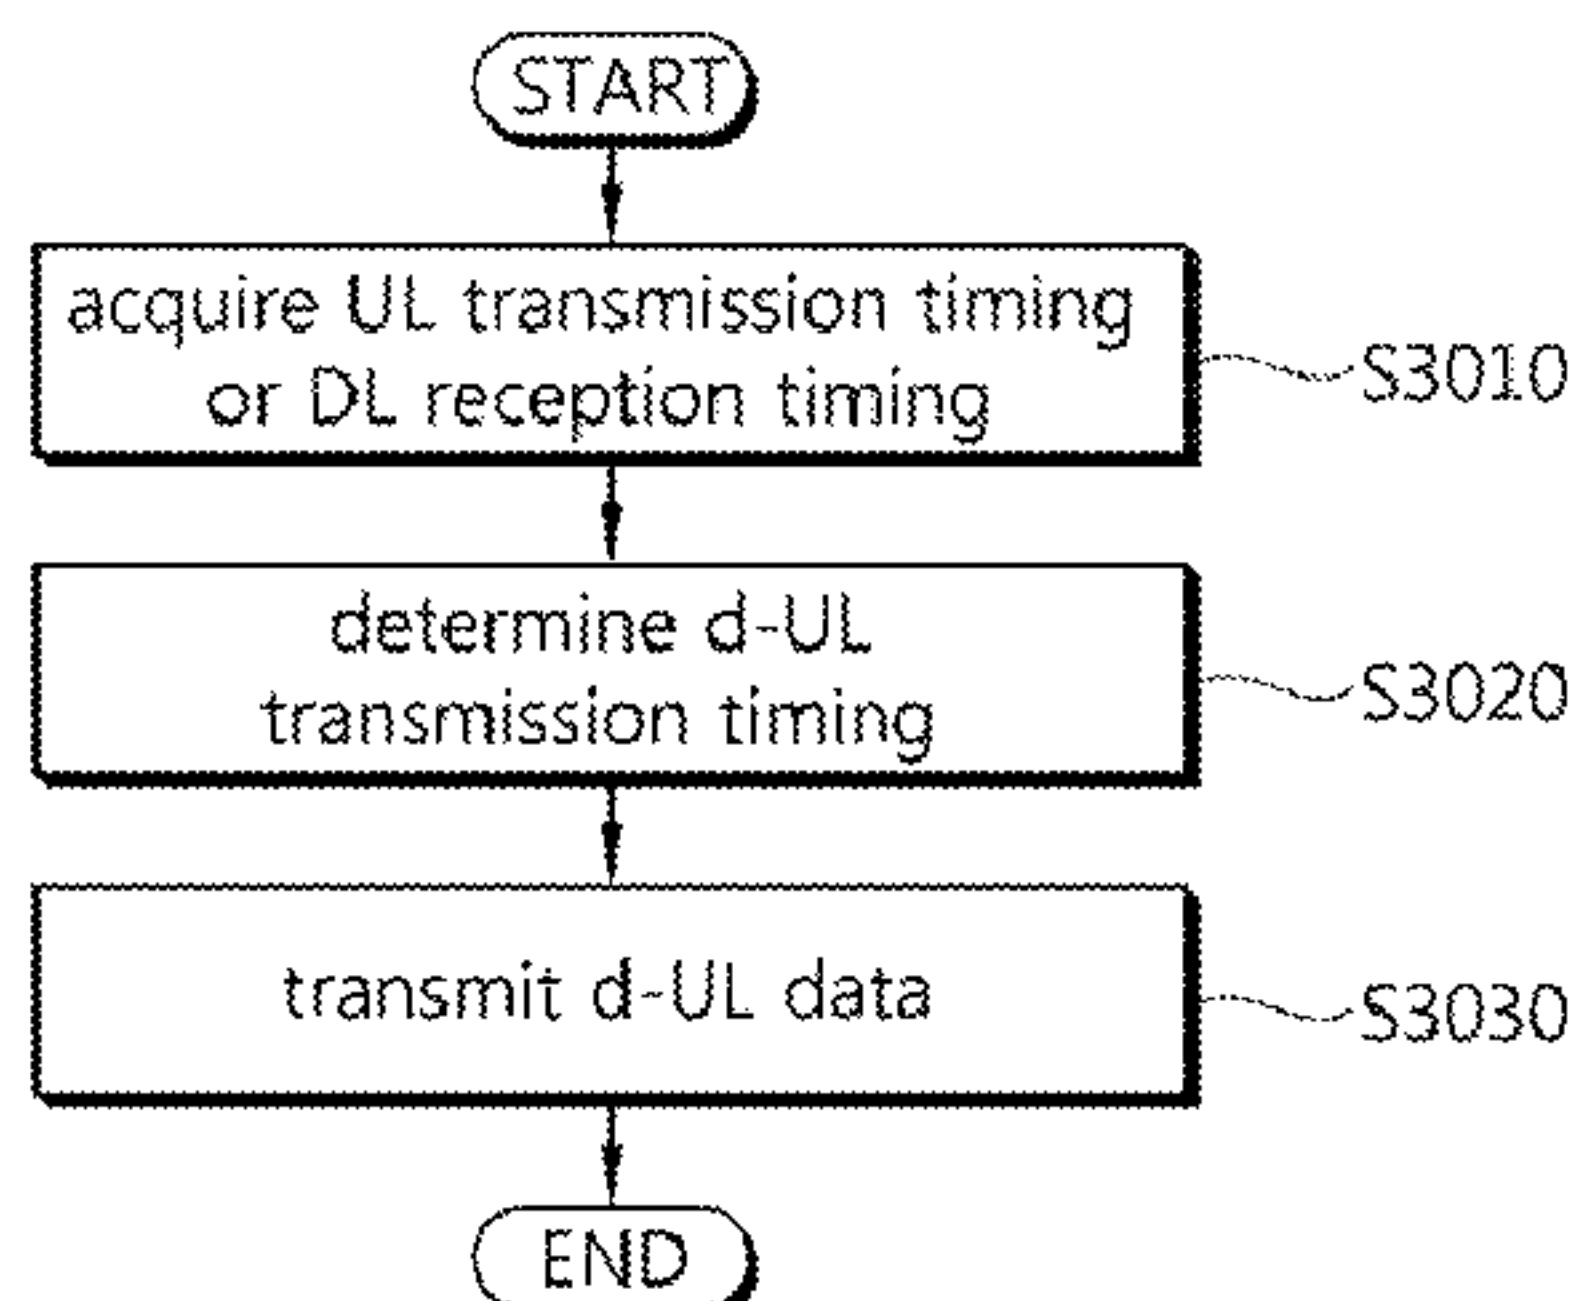 START
acquire UL transmission timing
or DL reception timing
S3010
determine d-UL
transmission timing
S3020
transmit d-UL data
S3030
END